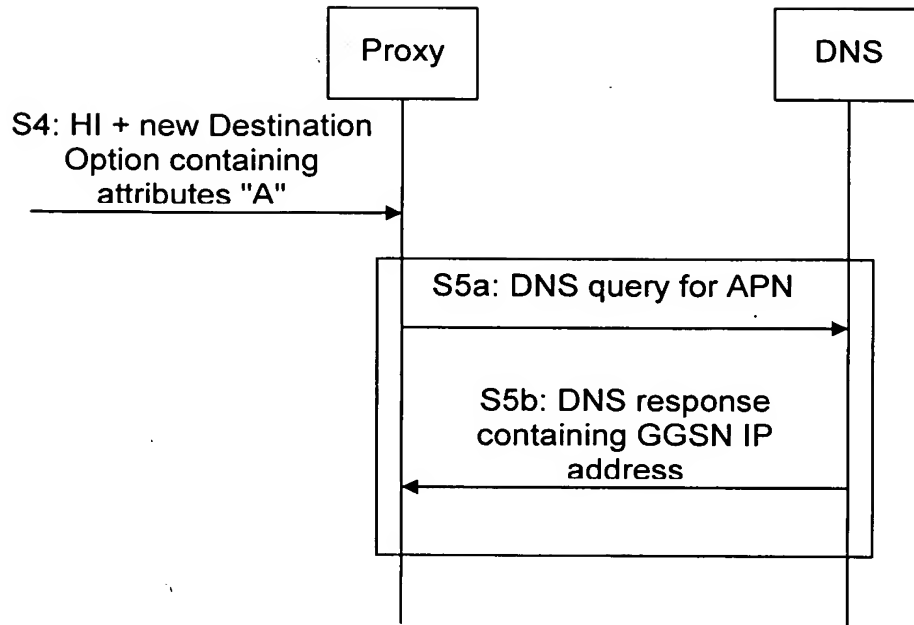 Proxy
DNS
S4: HI + new Destination
Option containing
attributes "A"
S5a: DNS query for APN
S5b: DNS response
containing GGSN IP
address